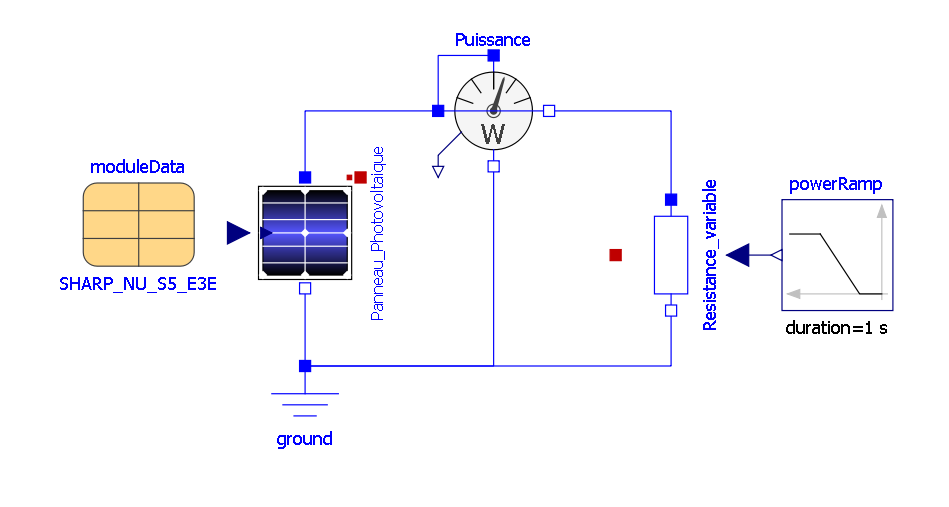 Puissance
moduleData
SHARP_NU_S5_E3E
Panneau_Photovoltaique
W
Resistance_variable
powerRamp
duration=1 s
ground